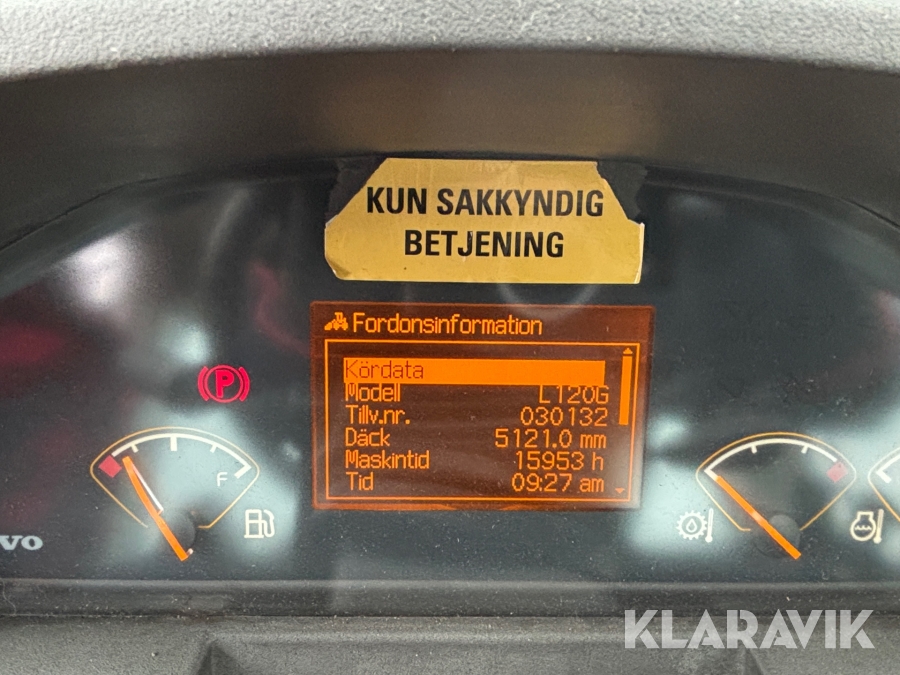 KUN SAKKYNDIG
BETJENING
Fordonsinformation
Kördata
Modell L120G
Tillv.nr. 030132
Däck 5121.0 mm
Maskintid 15953 h
Tid 09:27 am
P
F
VO
KLARAVIK